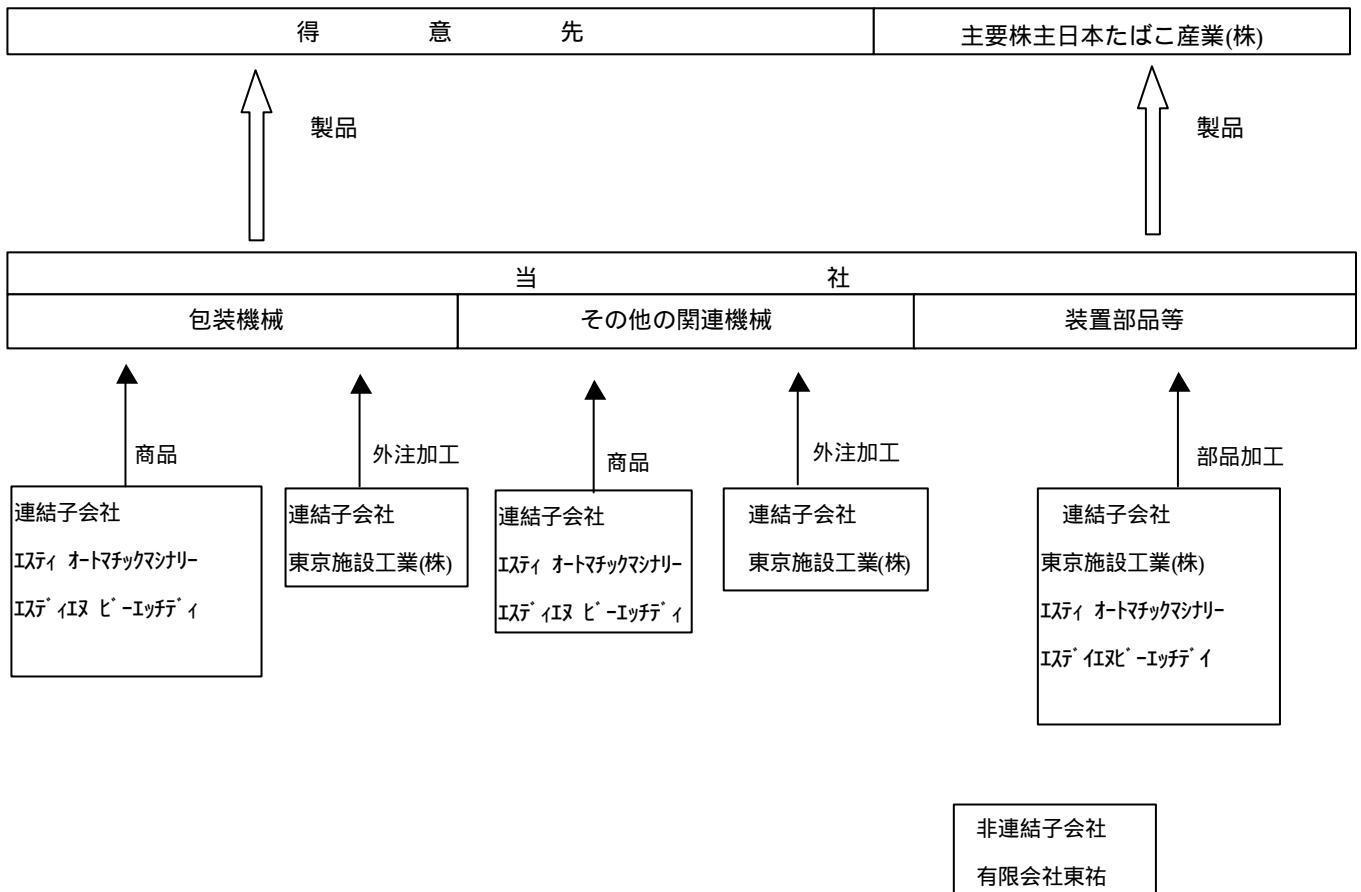 得 意 先
主要株主日本たばこ産業(株)
製品
製品
当 社
包装機械
その他の関連機械
装置部品等
商品
外注加工
商品
外注加工
部品加工
連結子会社
ｴｽﾃｨ ｵｰﾄﾏﾁｯｸﾏｼﾅﾘｰ
ｴｽﾃﾞｨｴﾇ ﾋﾞｰｴｯﾁﾃﾞｨ
連結子会社
東京施設工業(株)
連結子会社
ｴｽﾃｨ ｵｰﾄﾏﾁｯｸﾏｼﾅﾘｰ
ｴｽﾃﾞｨｴﾇ ﾋﾞｰｴｯﾁﾃﾞｨ
連結子会社
東京施設工業(株)
連結子会社
東京施設工業(株)
ｴｽﾃｨ ｵｰﾄﾏﾁｯｸﾏｼﾅﾘｰ
ｴｽﾃﾞｲｴﾇﾋﾞｰｴｯﾁﾃﾞｲ
非連結子会社
有限会社東祐